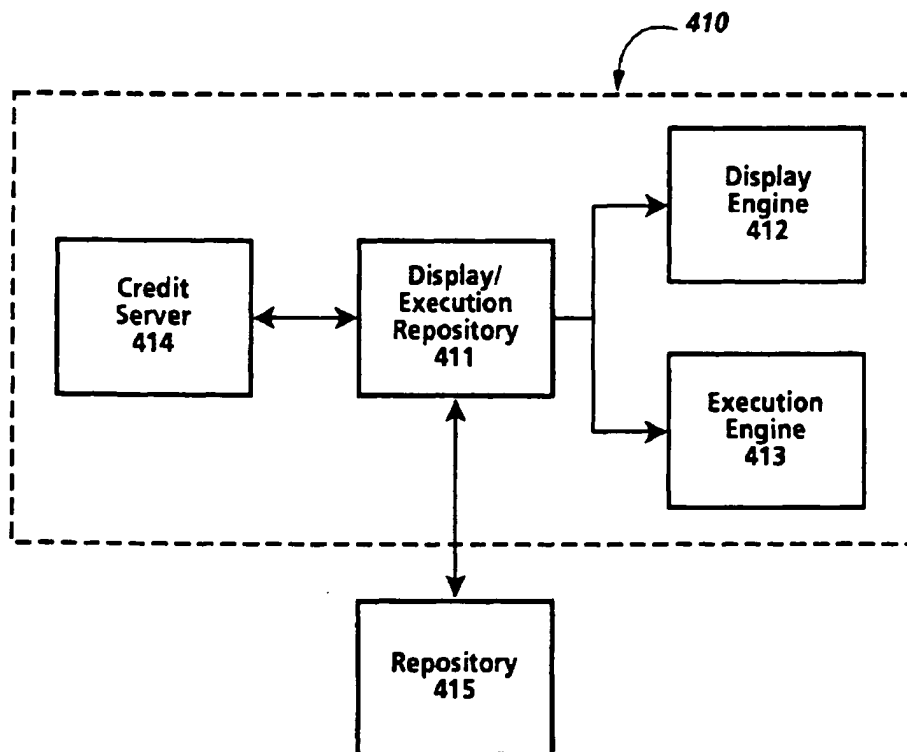 410
Display
Engine
412
Credit
Server
414
Display/
Execution
Repository
411
Execution
Engine
413
Repository
415